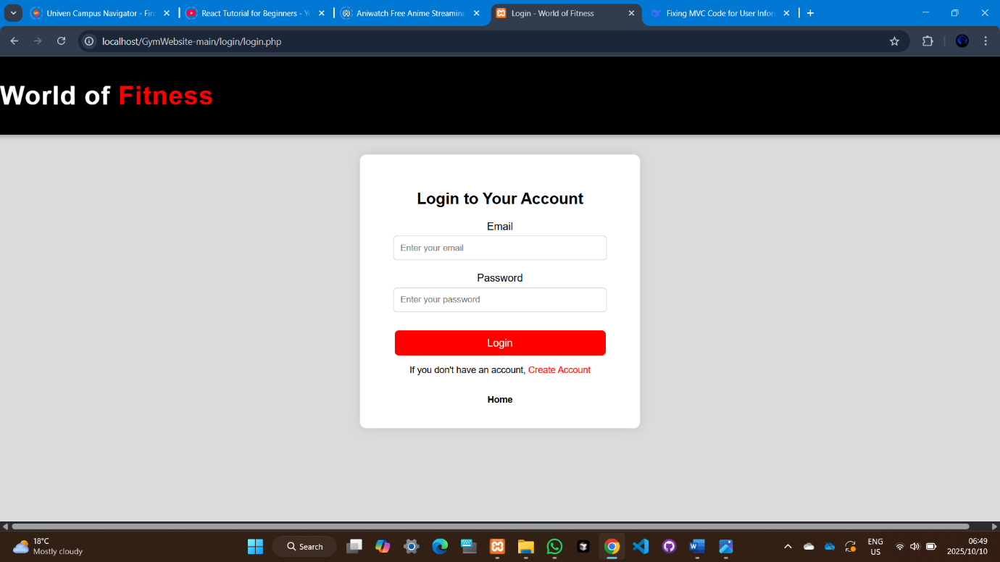 Univen Campus Navigator - Fir
React Tutorial for Beginners - Y
Aniwatch Free Anime Streaming
Login - World of Fitness
Fixing MVC Code for User Infor
localhost/GymWebsite-main/login/login.php
World of Fitness
Login to Your Account
Email
Enter your email
Password
Enter your password
Login
If you don't have an account, Create Account
Home
18°C
Mostly cloudy
Search
ENG
US
06:49
2025/10/10